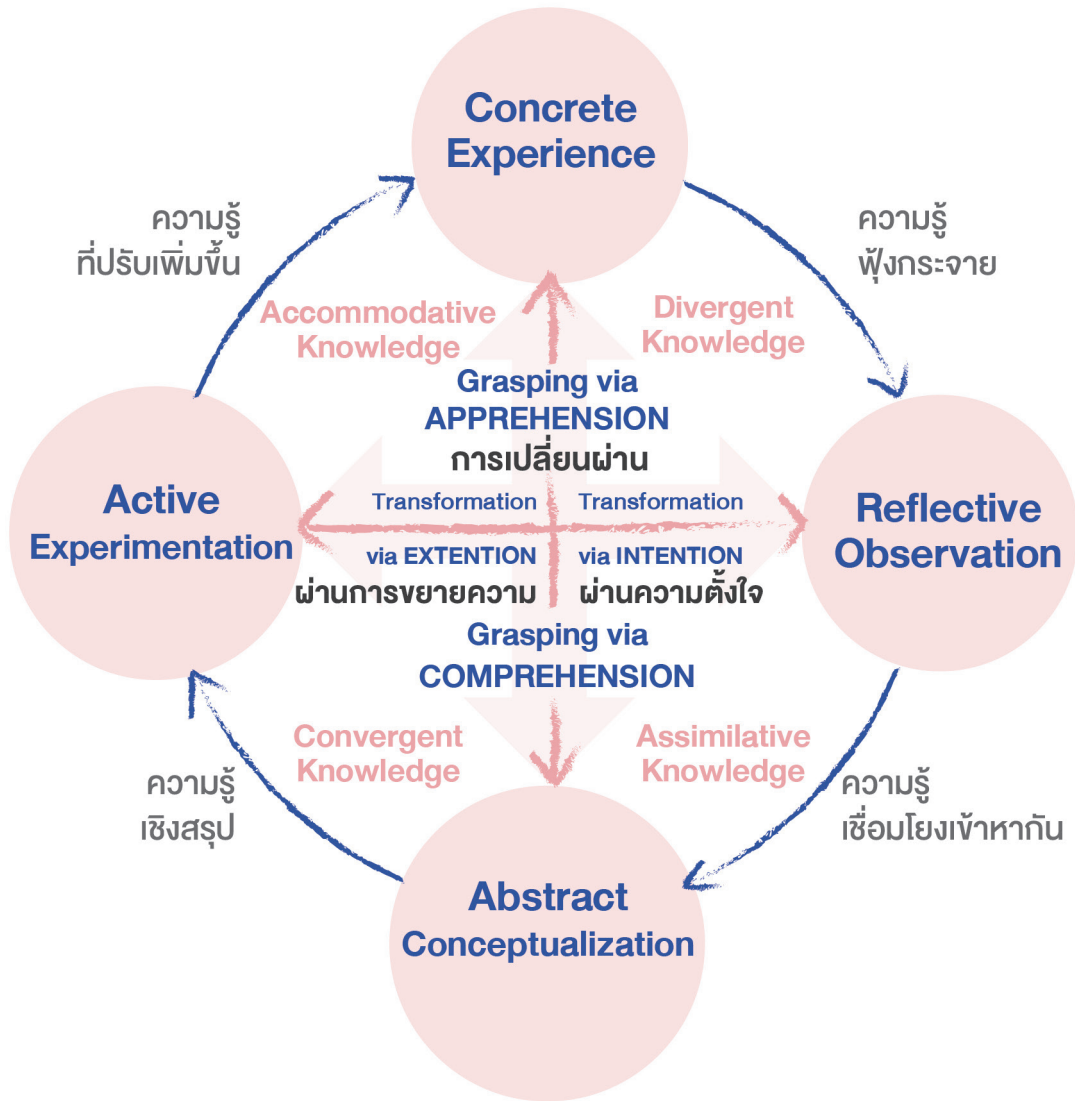 Concrete
Experience
ความรู้
ที่ปรับเพิ่มขึ้น
ความรู้
ฟุ้งกระจาย
Accommodative
Knowledge
Divergent
Knowledge
Grasping via
APPREHENSION
การเปลี่ยนผ่าน
Active
Experimentation
Transformation
via EXTENTION
ผ่านการขยายความ
Transformation
via INTENTION
ผ่านความตั้งใจ
Reflective
Observation
Grasping via
COMPREHENSION
Convergent
Knowledge
Assimilative
Knowledge
ความรู้
เชิงสรุป
ความรู้
เชื่อมโยงเข้าหากัน
Abstract
Conceptualization